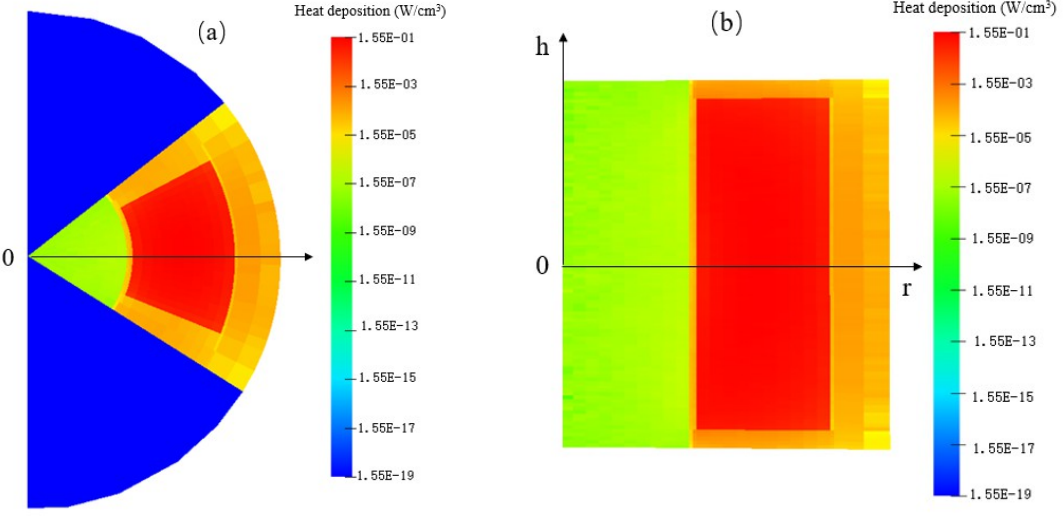 Heat deposition (W/cm³)
(a)
1.55E-01
1.55E-03
1.55E-05
1.55E-07
1.55E-09
1.55E-11
1.55E-13
1.55E-15
1.55E-17
1.55E-19
0
Heat deposition (W/cm³)
(b)
h
0
r
1.55E-01
1.55E-03
1.55E-05
1.55E-07
1.55E-09
1.55E-11
1.55E-13
1.55E-15
1.55E-17
1.55E-19